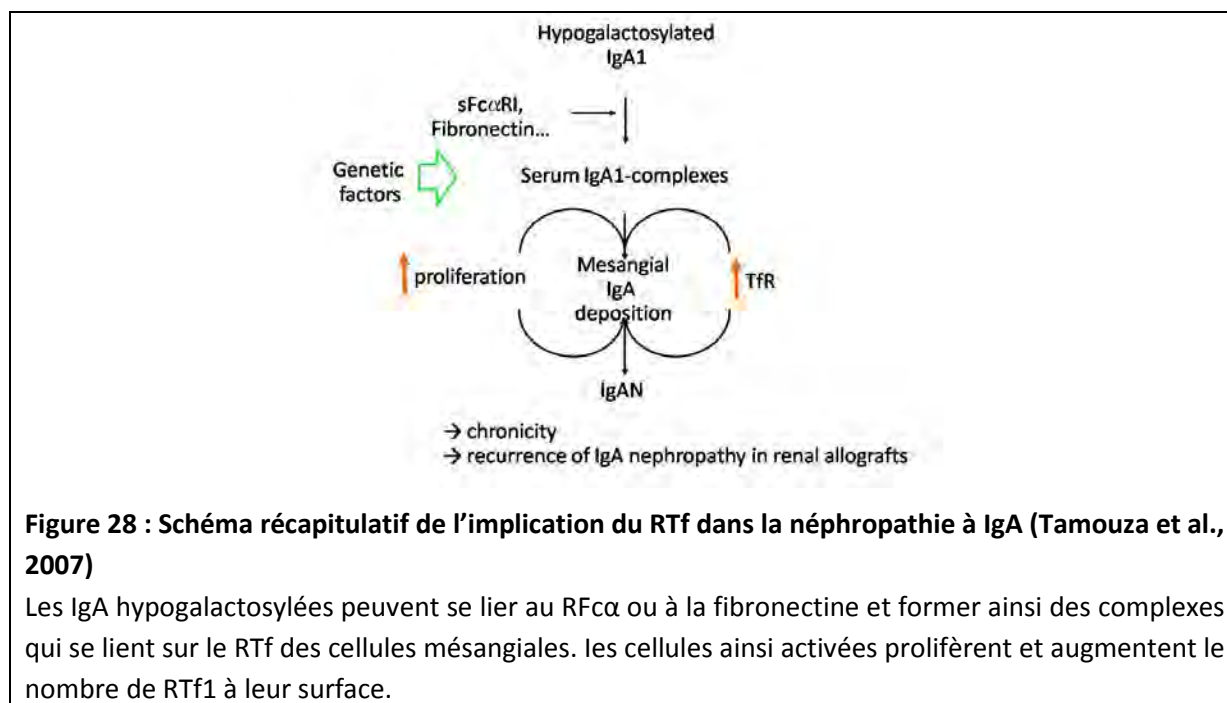 Hypogalactosylated
IgA1
sFcαRI,
Fibronectin...
Genetic
factors
Serum IgA1-complexes
proliferation
Mesangial
IgA
deposition
TfR
IgAN
→ chronicity
→ recurrence of IgA nephropathy in renal allografts
Figure 28 : Schéma récapitulatif de l’implication du RTf dans la néphropathie à IgA (Tamouza et al.,
2007)
Les IgA hypogalactosylées peuvent se lier au RFcα ou à la fibronectine et former ainsi des complexes
qui se lient sur le RTf des cellules mésangiales. les cellules ainsi activées prolifèrent et augmentent le
nombre de RTf1 à leur surface.